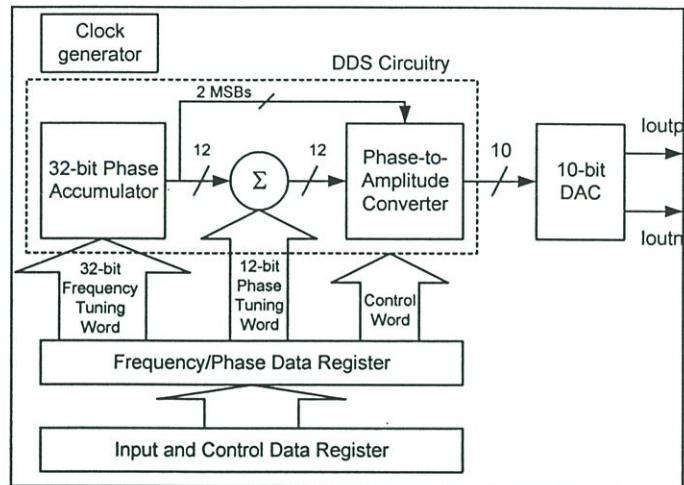 Clock
generator
DDS Circuitry
2 MSBs
32-bit Phase
Accumulator
12
Σ
12
Phase-to-
Amplitude
Converter
10
10-bit
DAC
Ioutp
Ioutn
32-bit
Frequency
Tuning
Word
12-bit
Phase
Tuning
Word
Control
Word
Frequency/Phase Data Register
Input and Control Data Register